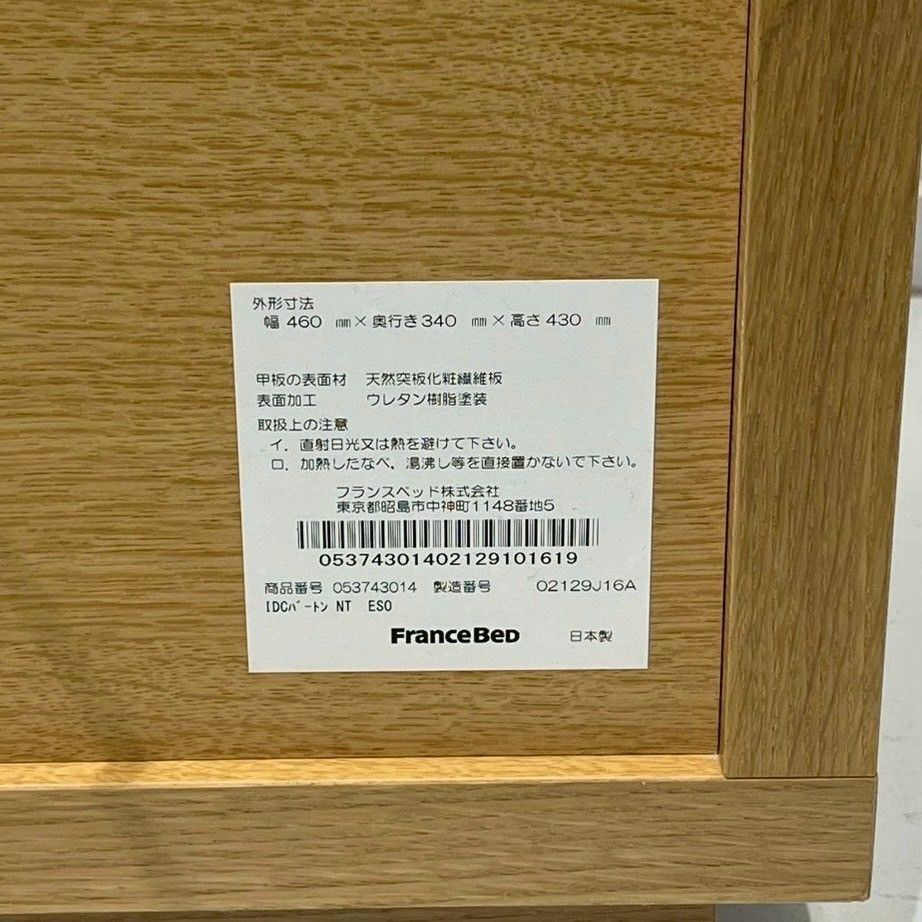 外形寸法
幅 460 ㎜ × 奥行き 340 ㎜ × 高さ 430 ㎜
甲板の表面材 天然突板化粧繊維板
表面加工 ウレタン樹脂塗装
取扱上の注意
イ．直射日光又は熱を避けて下さい。
ロ．加熱したなべ、湯沸し等を直接置かないで下さい。
フランスベッド株式会社
東京都昭島市中神町1148番地5
05374301402129101619
商品番号 053743014 製造番号 02129J16A
IDCﾊﾞｰﾄﾝ NT ESO
FranceBeD 日本製